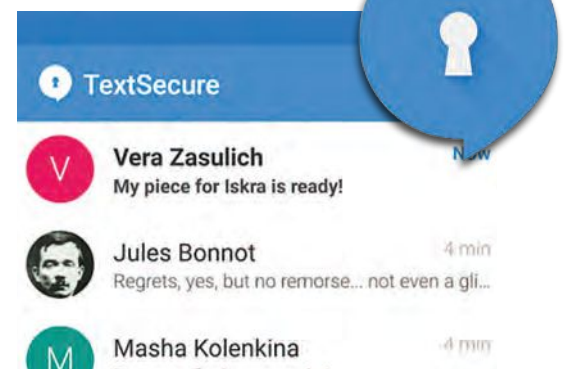 TextSecure
V
Vera Zasulich
Now
My piece for Iskra is ready!
Jules Bonnot
4 min
Regrets, yes, but no remorse... not even a gli...
M
Masha Kolenkina
4 min